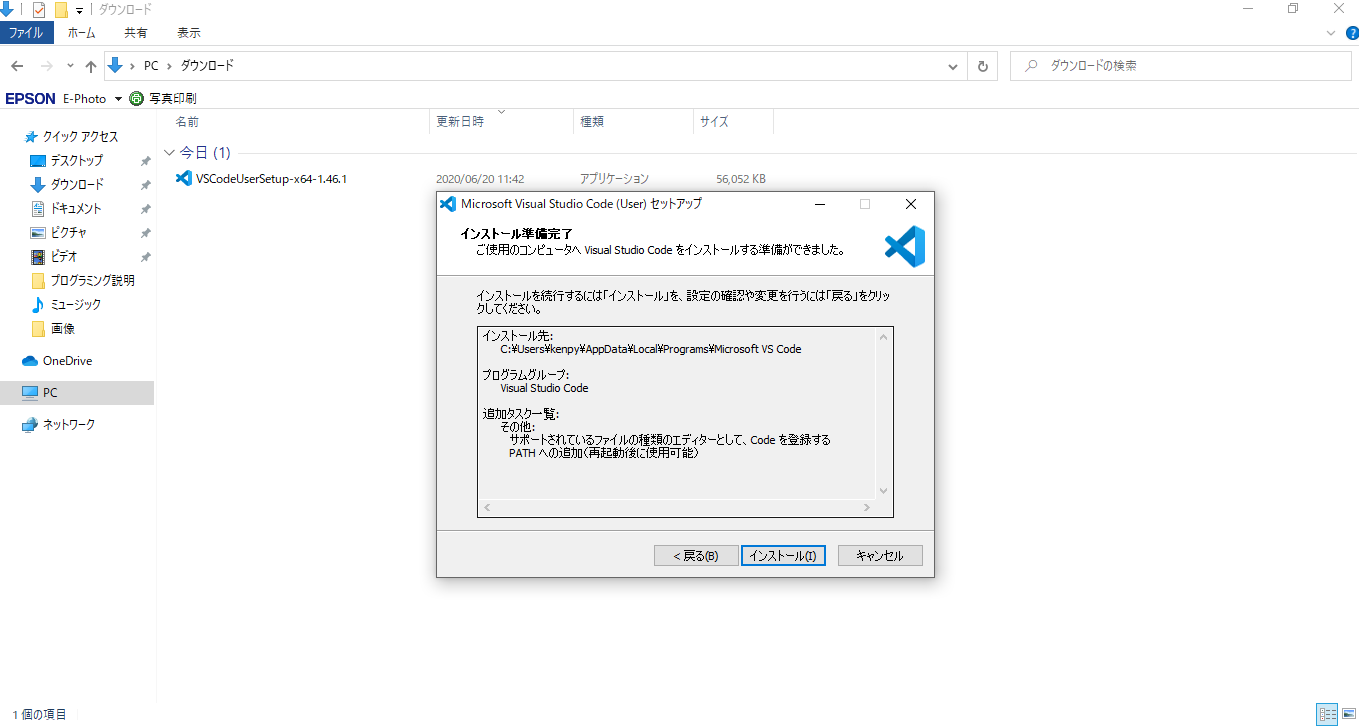 ダウンロード
ファイル ホーム 共有 表示
PC ダウンロード ダウンロードの検索
EPSON E-Photo 写真印刷
名前 更新日時 種類 サイズ
クイック アクセス
デスクトップ
ダウンロード
ドキュメント
ピクチャ
ビデオ
プログラミング説明
ミュージック
画像
OneDrive
PC
ネットワーク
今日 (1)
VSCodeUserSetup-x64-1.46.1 2020/06/20 11:42 アプリケーション 56,052 KB
Microsoft Visual Studio Code (User) セットアップ
インストール準備完了
ご使用のコンピュータへ Visual Studio Code をインストールする準備ができました。
インストールを続行するには「インストール」を、設定の確認や変更を行うには「戻る」をクリッ
クしてください。
インストール先:
C:¥Users¥kenpy¥AppData¥Local¥Programs¥Microsoft VS Code
プログラムグループ:
Visual Studio Code
追加タスク一覧:
その他:
サポートされているファイルの種類のエディターとして、Code を登録する
PATH への追加（再起動後に使用可能）
< 戻る(B) インストール(I) キャンセル
1 個の項目